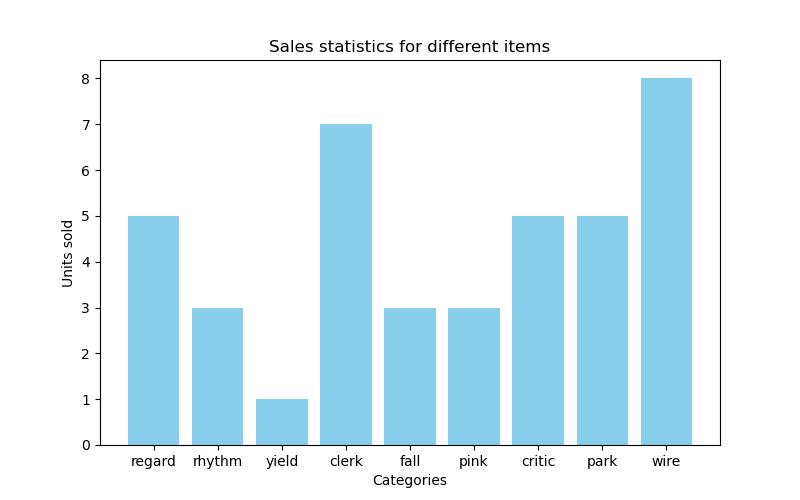 Sales statistics for different items
Units sold
8
7
6
5
4
3
2
1
0
regard rhythm yield clerk fall pink critic park wire
Categories